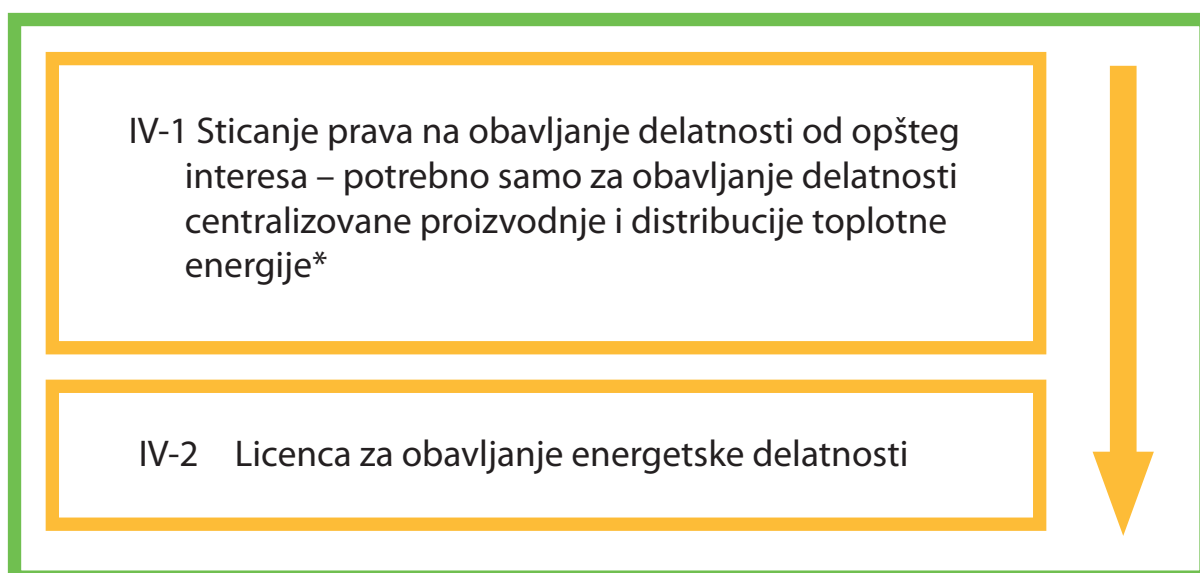 IV-1 Sticanje prava na obavljanje delatnosti od opšteg
interesa – potrebno samo za obavljanje delatnosti
centralizovane proizvodnje i distribucije toplotne
energije*
IV-2 Licenca za obavljanje energetske delatnosti